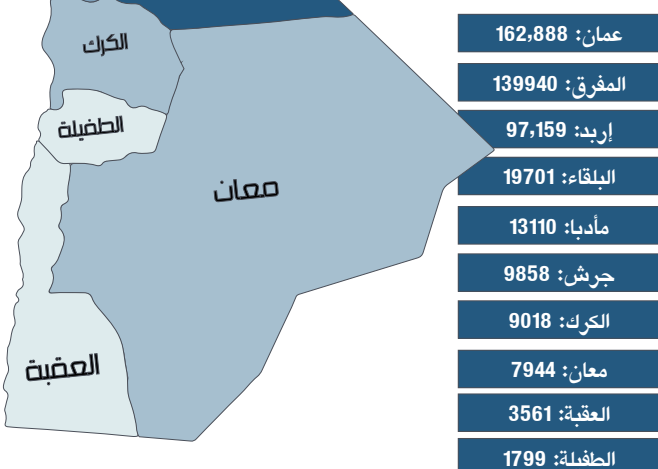 عمان: 162,888
المفرق: 139940
إربد: 97,159
البلقاء: 19701
مأدبا: 13110
جرش: 9858
الكرك: 9018
معان: 7944
العقبة: 3561
الطفيلة: 1799
الكرك
الطفيلة
معان
العقبة